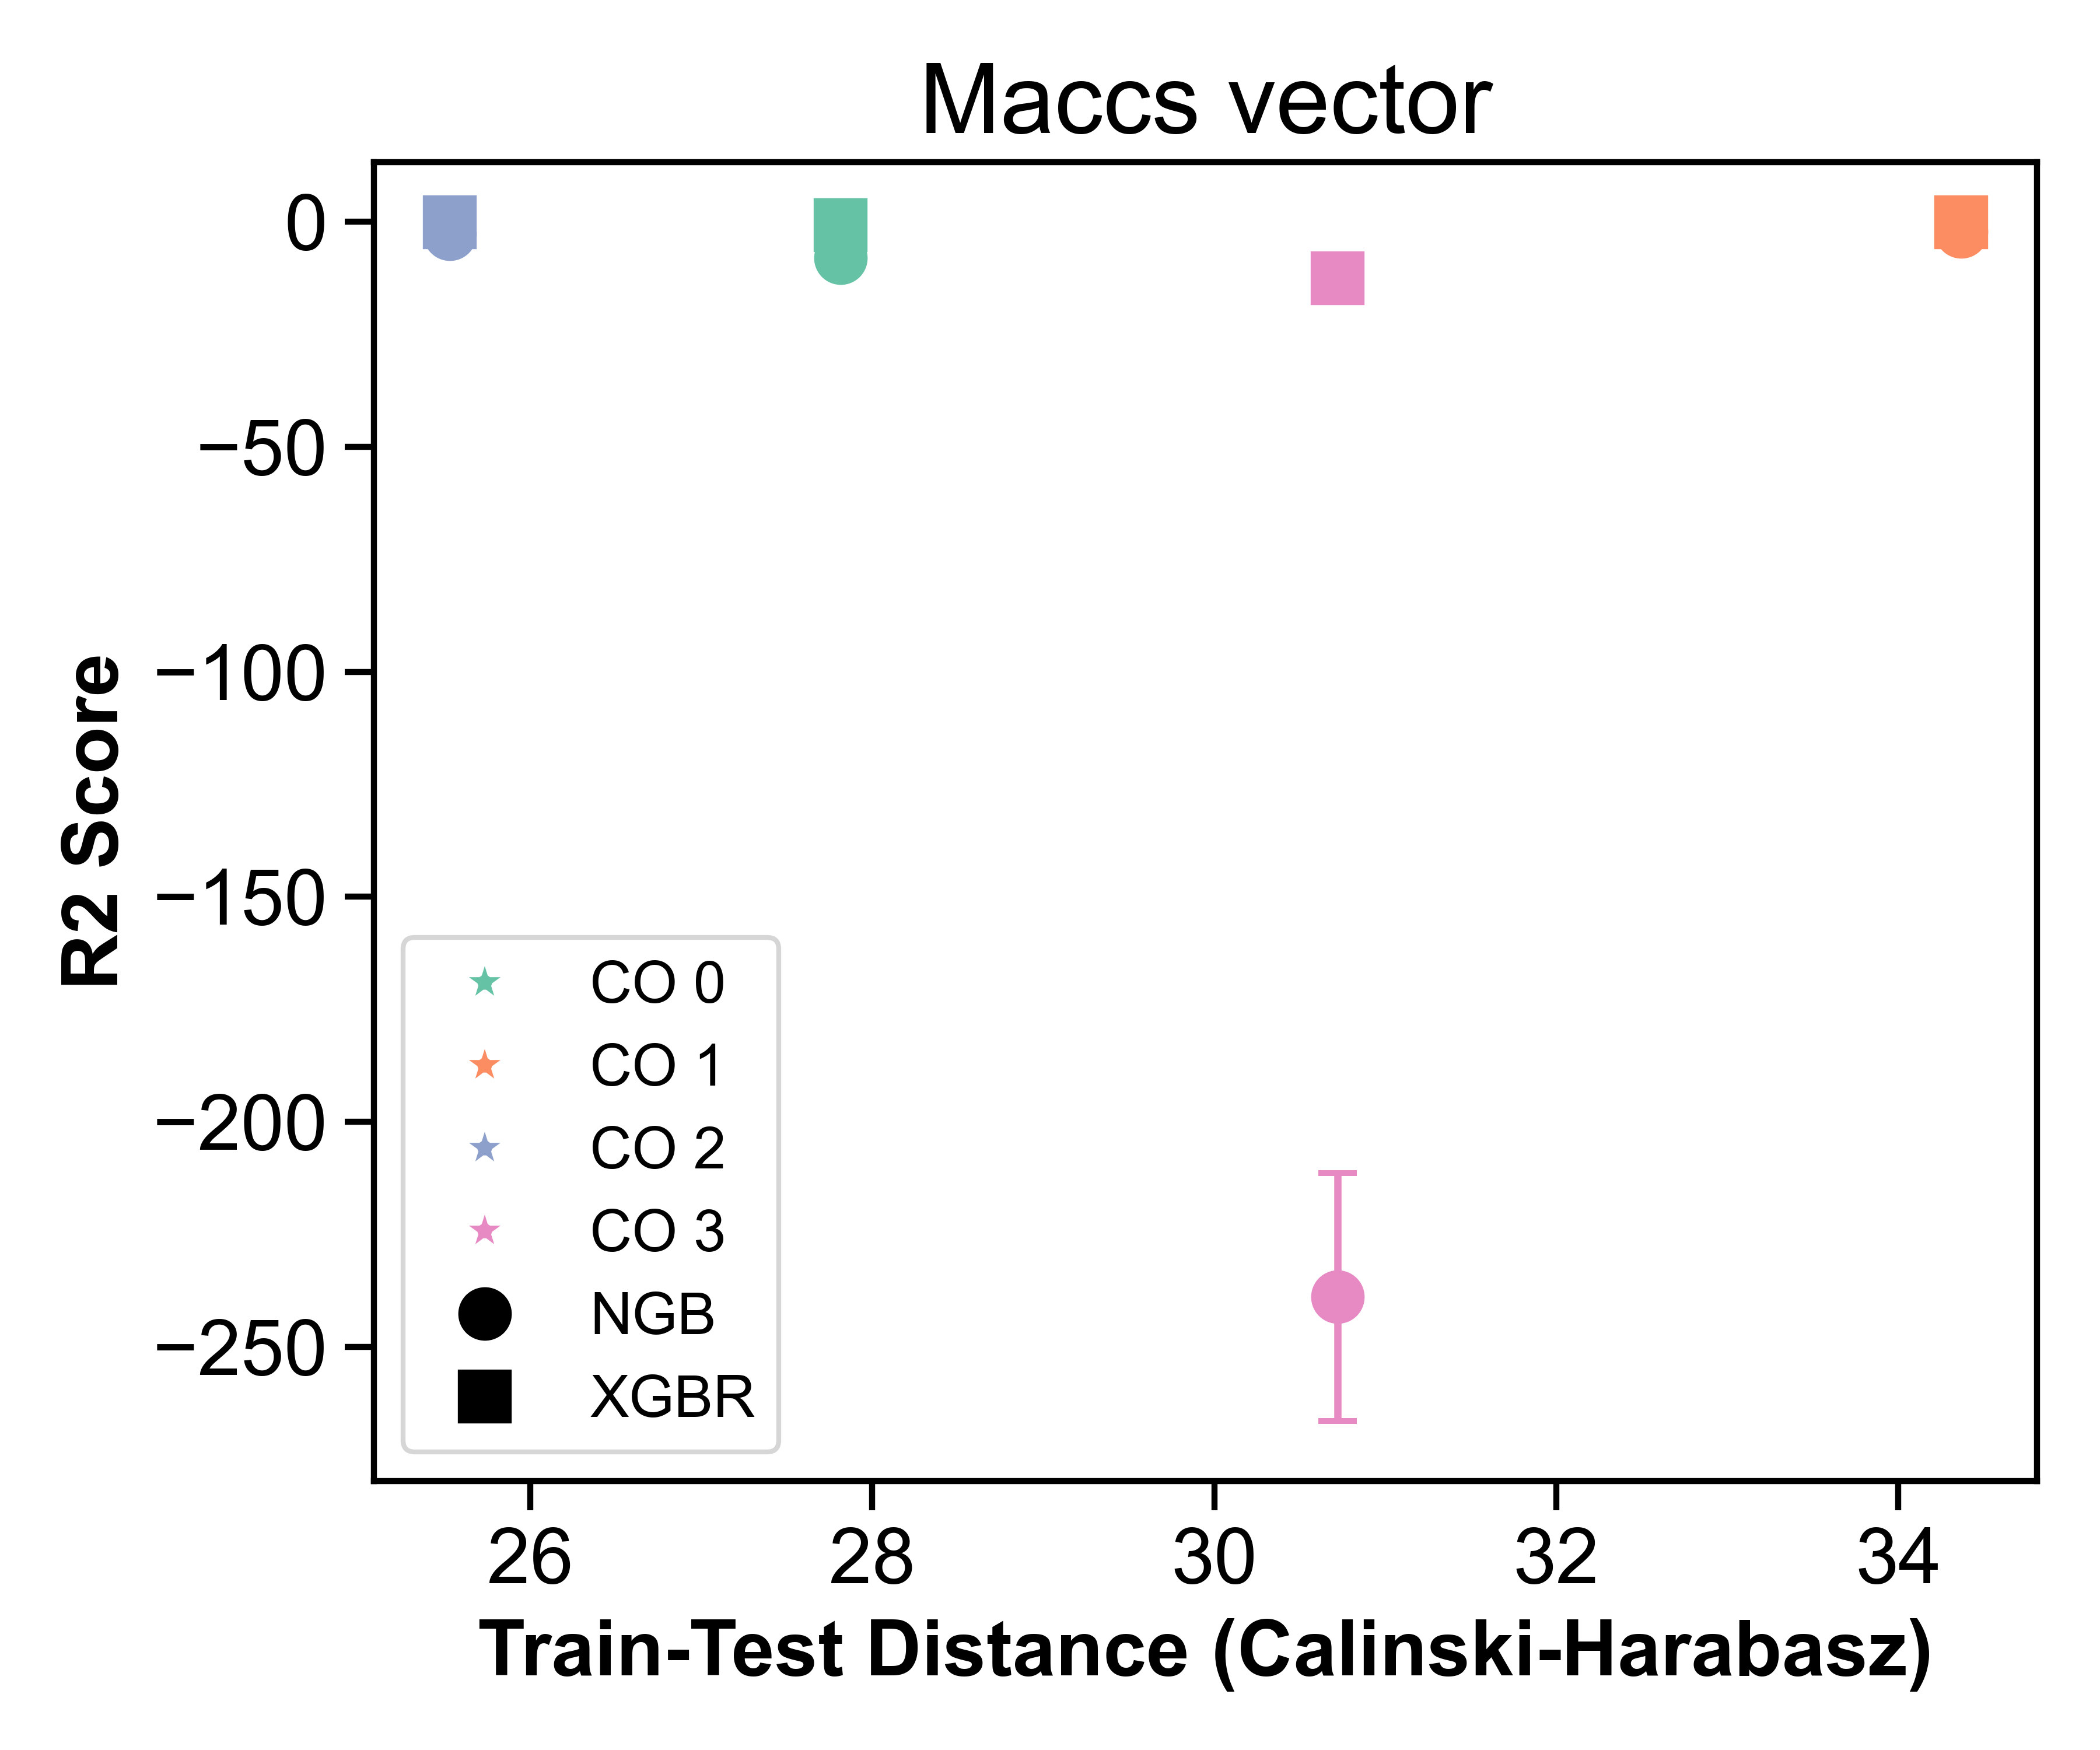 Maccs vector
0
−50
−100
−150
−200
−250
R2 Score
CO 0
CO 1
CO 2
CO 3
NGB
XGBR
26 28 30 32 34
Train-Test Distance (Calinski-Harabasz)